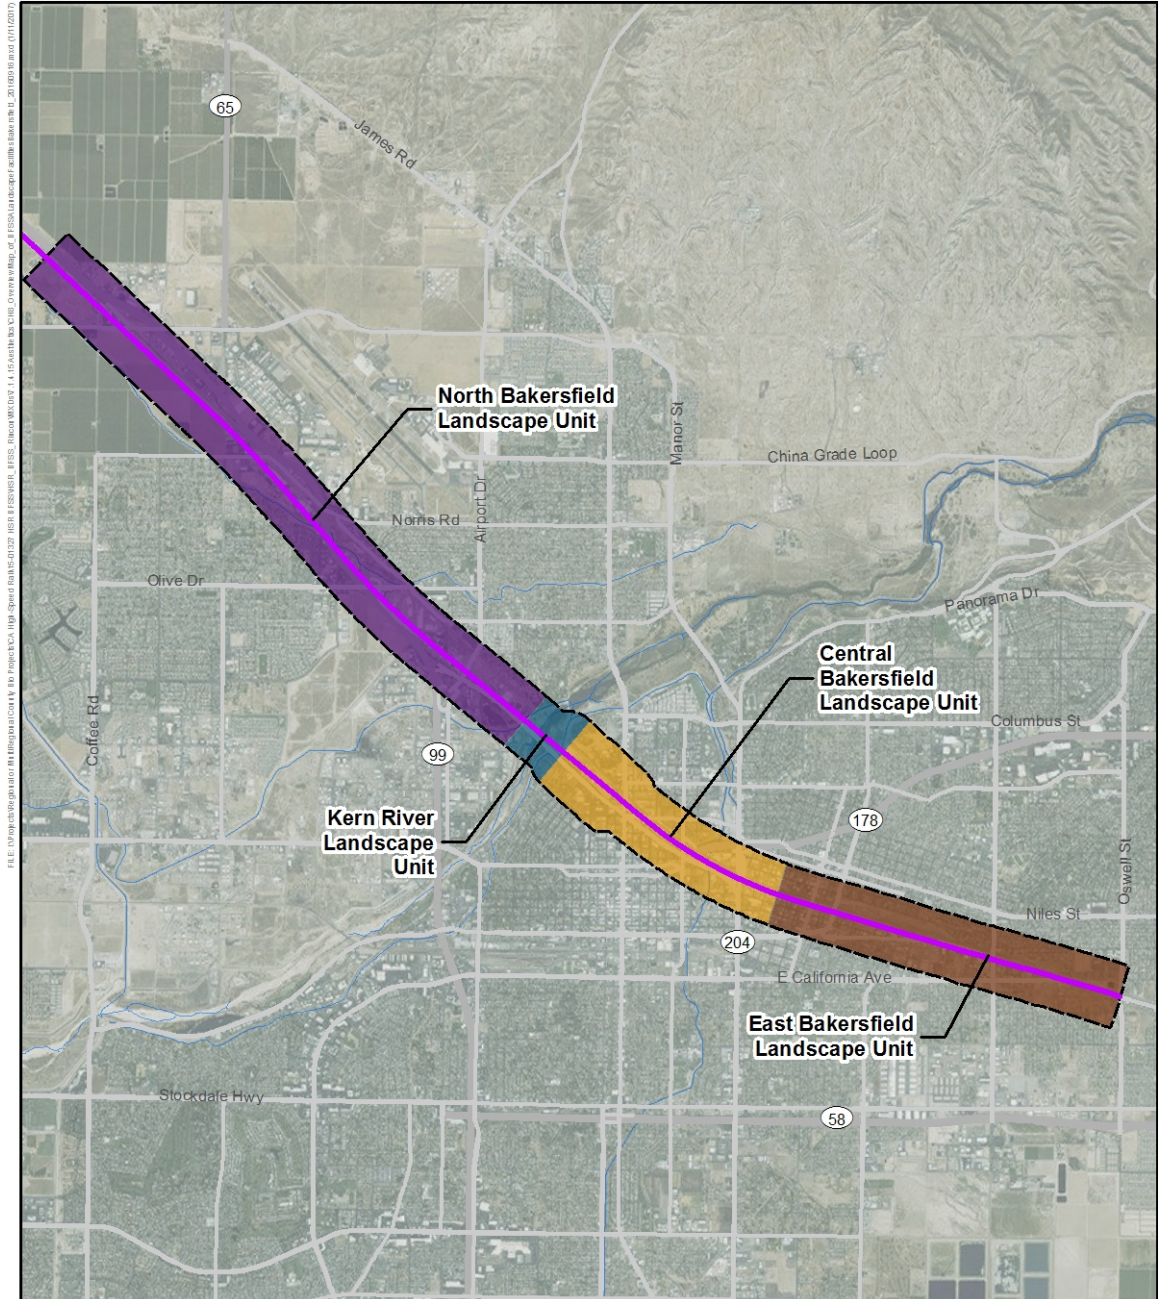 65
James Rd
North Bakersfield
Landscape Unit
Manor St
China Grade Loop
Airport Dr
Norris Rd
Olive Dr
Panorama Dr
Central
Bakersfield
Landscape Unit
Coffee Rd
Columbus St
99
Kern River
Landscape
Unit
178
Oswell St
Niles St
204
E California Ave
East Bakersfield
Landscape Unit
Stockdale Hwy
58